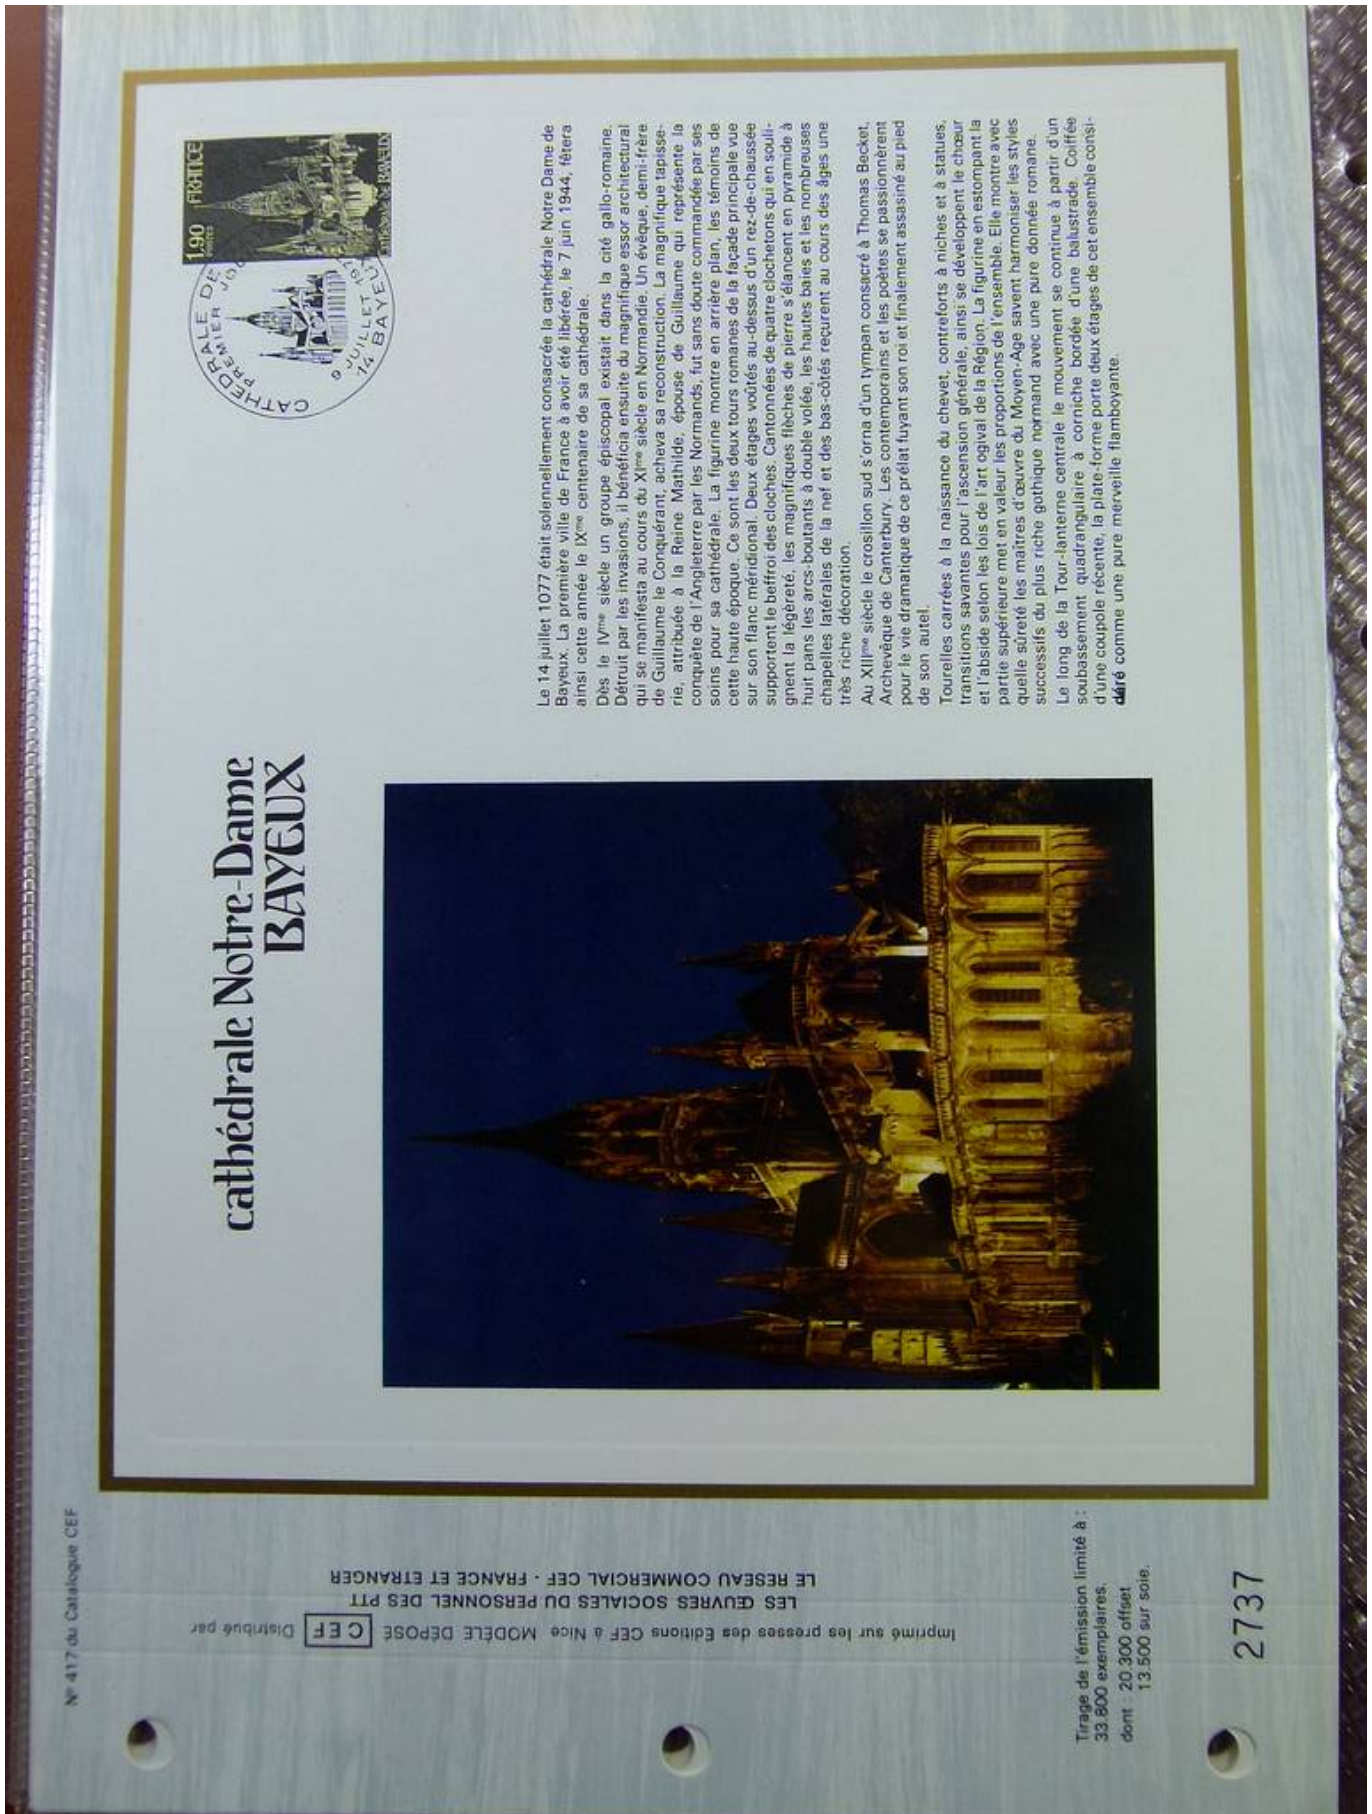 N° 417 du Catalogue CEF
cathédrale Notre-Dame
BAYEUX
CATHÉDRALE DE
PREMIER JOU
9 JUILLET 197
14 BAYEU
1,90 FRANCE
POSTES
CATHEDRALE DE BAYEUX
Le 14 juillet 1077 était solennellement consacrée la cathédrale Notre Dame de
Bayeux. La première ville de France à avoir été libérée, le 7 juin 1944, fêtera
ainsi cette année le IXme centenaire de sa cathédrale.
Dès le IVme siècle un groupe épiscopal existait dans la cité gallo-romaine.
Détruit par les invasions, il bénéficia ensuite du magnifique essor architectural
qui se manifesta au cours du XIme siècle en Normandie. Un évêque, demi-frère
de Guillaume le Conquérant, acheva sa reconstruction. La magnifique tapisse-
rie, attribuée à la Reine Mathilde, épouse de Guillaume qui représente la
conquête de l'Angleterre par les Normands, fut sans doute commandée par ses
soins pour sa cathédrale. La figurine montre en arrière plan, les témoins de
cette haute époque. Ce sont les deux tours romanes de la façade principale vue
sur son flanc méridional. Deux étages voûtés au-dessus d'un rez-de-chaussée
supportent le beffroi des cloches. Cantonnées de quatre clochetons qui en souli-
gnent la légèreté, les magnifiques flèches de pierre s'élancent en pyramide à
huit pans les arcs-boutants à double volée, les hautes baies et les nombreuses
chapelles latérales de la nef et des bas-côtés reçurent au cours des âges une
très riche décoration.
Au XIIIme siècle le crosillon sud s'orna d'un tympan consacré à Thomas Becket,
Archevêque de Canterbury. Les contemporains et les poètes se passionnèrent
pour le vie dramatique de ce prélat fuyant son roi et finalement assasiné au pied
de son autel.
Tourelles carrées à la naissance du chevet, contreforts à niches et à statues,
transitions savantes pour l'ascension générale, ainsi se développent le chœur
et l'abside selon les lois de l'art ogival de la Région. La figurine en estompant la
partie supérieure met en valeur les proportions de l'ensemble. Elle montre avec
quelle sûreté les maitres d'œuvre du Moyen-Age savent harmoniser les styles
successifs du plus riche gothique normand avec une pure donnée romane.
Le long de la Tour-lanterne centrale le mouvement se continue à partir d'un
soubassement quadrangulaire à corniche bordée d'une balustrade. Coiffée
d'une coupole récente, la plate-forme porte deux étages de cet ensemble consi-
déré comme une pure merveille flamboyante.
Imprimé sur les presses des Editions CEF à Nice MODÈLE DÉPOSÉ CEF Distribué par
LES ŒUVRES SOCIALES DU PERSONNEL DES PTT
LE RESEAU COMMERCIAL CEF - FRANCE ET ETRANGER
Tirage de l'émission limité à :
33.800 exemplaires.
dont : 20.300 offset
13.500 sur soie.
2737